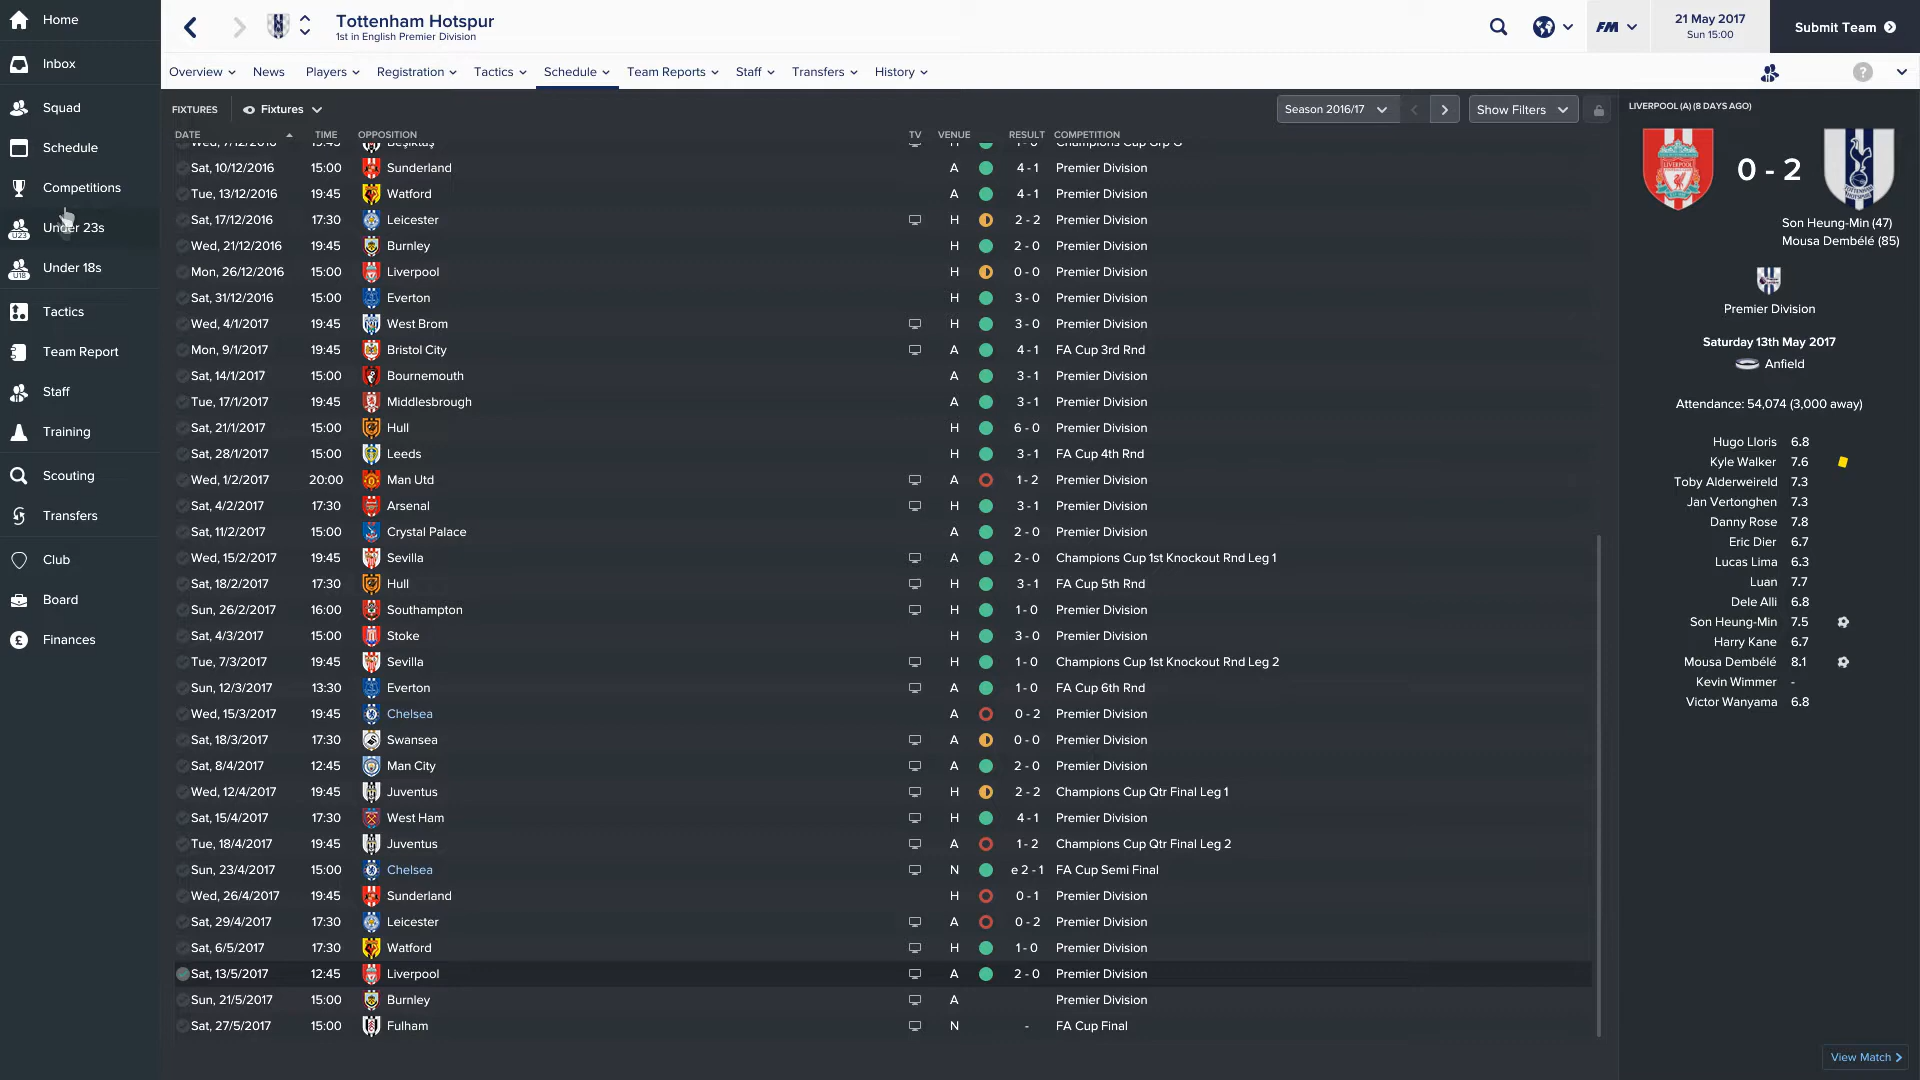 Home
Inbox
Squad
Schedule
Competitions
Under 23s
Under 18s
Tactics
Team Report
Staff
Training
Scouting
Transfers
Club
Board
Finances
Tottenham Hotspur
1st in English Premier Division
FM
21 May 2017
Sun 15:00
Submit Team
Overview News Players Registration Tactics Schedule Team Reports Staff Transfers History
FIXTURES Fixtures Season 2016/17 Show Filters
DATE TIME OPPOSITION TV VENUE RESULT COMPETITION
Wed, 7/12/2016 19:45 Beşiktaş H Champions Cup Grp
Sat, 10/12/2016 15:00 Sunderland A 4 - 1 Premier Division
Tue, 13/12/2016 19:45 Watford A 4 - 1 Premier Division
Sat, 17/12/2016 17:30 Leicester H 2 - 2 Premier Division
Wed, 21/12/2016 19:45 Burnley H 2 - 0 Premier Division
Mon, 26/12/2016 15:00 Liverpool H 0 - 0 Premier Division
Sat, 31/12/2016 15:00 Everton H 3 - 0 Premier Division
Wed, 4/1/2017 19:45 West Brom H 3 - 0 Premier Division
Mon, 9/1/2017 19:45 Bristol City A 4 - 1 FA Cup 3rd Rnd
Sat, 14/1/2017 15:00 Bournemouth A 3 - 1 Premier Division
Tue, 17/1/2017 19:45 Middlesbrough A 3 - 1 Premier Division
Sat, 21/1/2017 15:00 Hull H 6 - 0 Premier Division
Sat, 28/1/2017 15:00 Leeds H 3 - 1 FA Cup 4th Rnd
Wed, 1/2/2017 20:00 Man Utd A 1 - 2 Premier Division
Sat, 4/2/2017 17:30 Arsenal H 3 - 1 Premier Division
Sat, 11/2/2017 15:00 Crystal Palace A 2 - 0 Premier Division
Wed, 15/2/2017 19:45 Sevilla A 2 - 0 Champions Cup 1st Knockout Rnd Leg 1
Sat, 18/2/2017 17:30 Hull H 3 - 1 FA Cup 5th Rnd
Sun, 26/2/2017 16:00 Southampton H 1 - 0 Premier Division
Sat, 4/3/2017 15:00 Stoke H 3 - 0 Premier Division
Tue, 7/3/2017 19:45 Sevilla H 1 - 0 Champions Cup 1st Knockout Rnd Leg 2
Sun, 12/3/2017 13:30 Everton A 1 - 0 FA Cup 6th Rnd
Wed, 15/3/2017 19:45 Chelsea A 0 - 2 Premier Division
Sat, 18/3/2017 17:30 Swansea A 0 - 0 Premier Division
Sat, 8/4/2017 12:45 Man City A 2 - 0 Premier Division
Wed, 12/4/2017 19:45 Juventus H 2 - 2 Champions Cup Qtr Final Leg 1
Sat, 15/4/2017 17:30 West Ham H 4 - 1 Premier Division
Tue, 18/4/2017 19:45 Juventus A 1 - 2 Champions Cup Qtr Final Leg 2
Sun, 23/4/2017 15:00 Chelsea N e 2 - 1 FA Cup Semi Final
Wed, 26/4/2017 19:45 Sunderland H 0 - 1 Premier Division
Sat, 29/4/2017 17:30 Leicester A 0 - 2 Premier Division
Sat, 6/5/2017 17:30 Watford H 1 - 0 Premier Division
Sat, 13/5/2017 12:45 Liverpool A 2 - 0 Premier Division
Sun, 21/5/2017 15:00 Burnley A Premier Division
Sat, 27/5/2017 15:00 Fulham N - FA Cup Final
LIVERPOOL (A) (8 DAYS AGO)
0 - 2
Son Heung-Min (47)
Mousa Dembélé (85)
Premier Division
Saturday 13th May 2017
Anfield
Attendance: 54,074 (3,000 away)
Hugo Lloris 6.8
Kyle Walker 7.6
Toby Alderweireld 7.3
Jan Vertonghen 7.3
Danny Rose 7.8
Eric Dier 6.7
Lucas Lima 6.3
Luan 7.7
Dele Alli 6.8
Son Heung-Min 7.5
Harry Kane 6.7
Mousa Dembélé 8.1
Kevin Wimmer -
Victor Wanyama 6.8
View Match